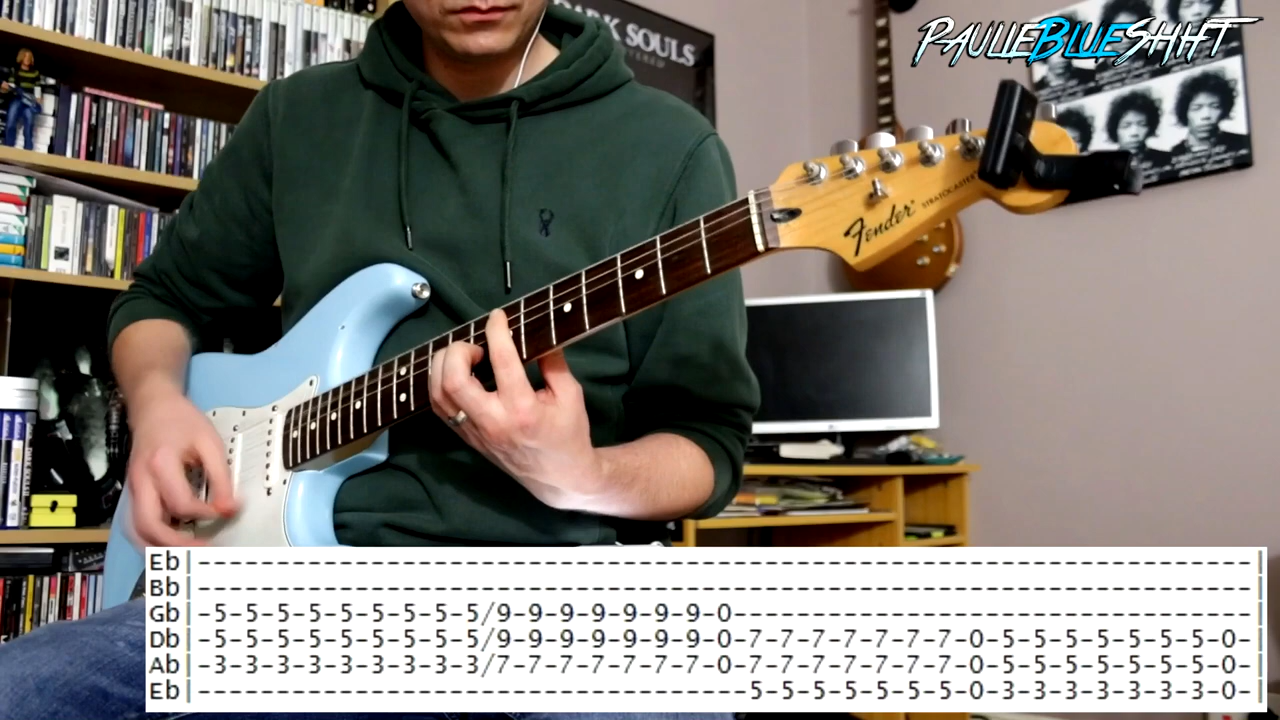 DARK SOULS
PAULIEBLUESHIFT
Fender STRATOCASTER
Eb|-------------------------------------------------------------------|
Bb|-------------------------------------------------------------------|
Gb|-5-5-5-5-5-5-5-5-5/9-9-9-9-9-9-9-0---------------------------------|
Db|-5-5-5-5-5-5-5-5-5/9-9-9-9-9-9-9-0-7-7-7-7-7-7-7-0-5-5-5-5-5-5-5-0-|
Ab|-3-3-3-3-3-3-3-3-3/7-7-7-7-7-7-7-0-7-7-7-7-7-7-7-0-5-5-5-5-5-5-5-0-|
Eb|-----------------------------------5-5-5-5-5-5-5-0-3-3-3-3-3-3-3-0-|